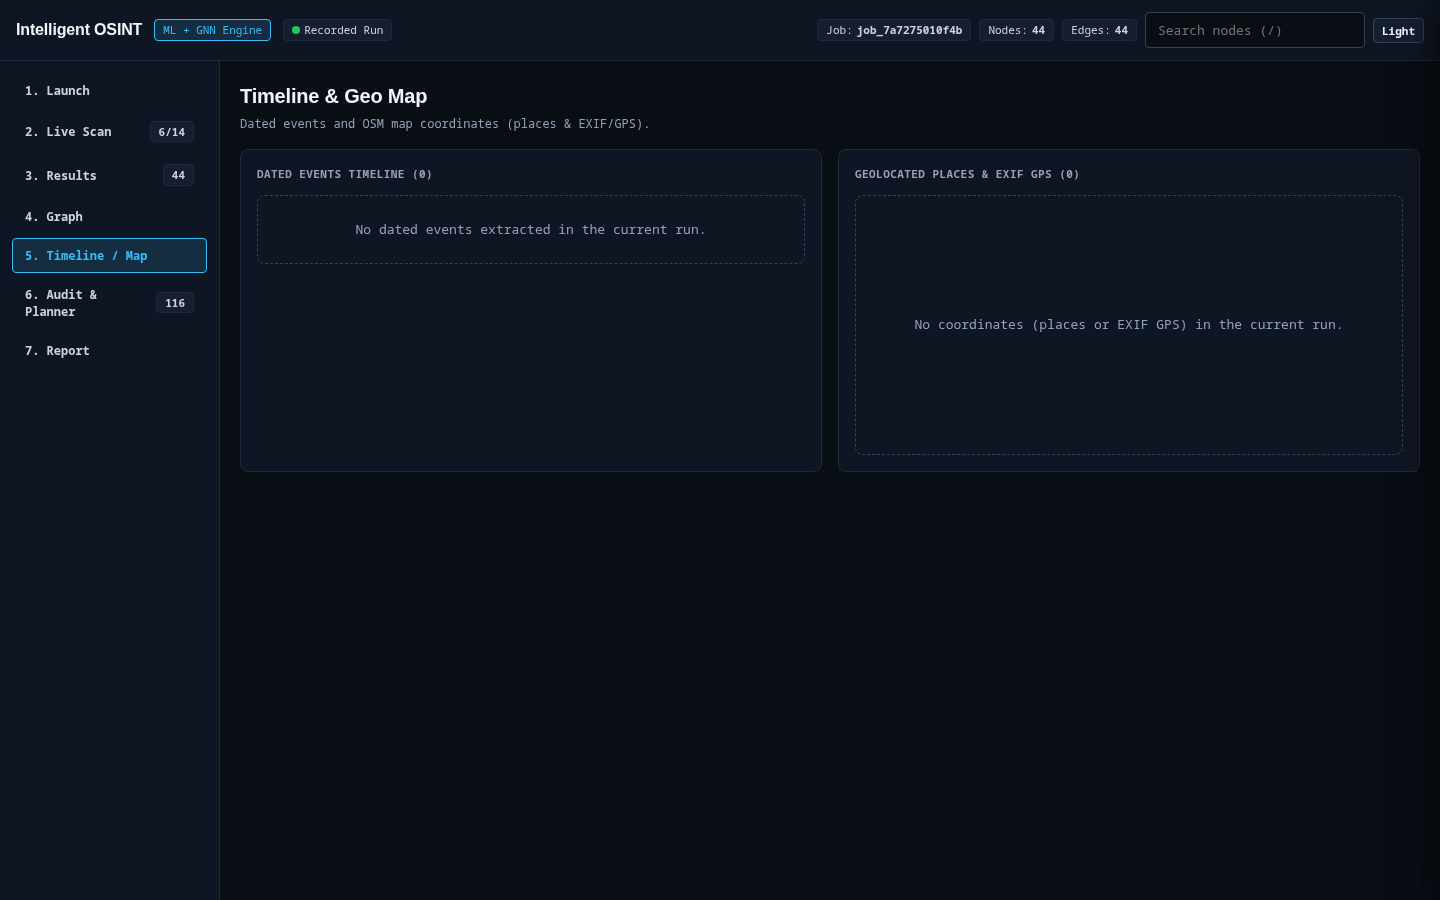 Intelligent OSINT
ML + GNN Engine
Recorded Run
Job: job_7a7275010f4b
Nodes: 44
Edges: 44
Search nodes (/)
Light
1. Launch
2. Live Scan
6/14
3. Results
44
4. Graph
5. Timeline / Map
6. Audit &
Planner
116
7. Report
Timeline & Geo Map
Dated events and OSM map coordinates (places & EXIF/GPS).
DATED EVENTS TIMELINE (0)
No dated events extracted in the current run.
GEOLOCATED PLACES & EXIF GPS (0)
No coordinates (places or EXIF GPS) in the current run.